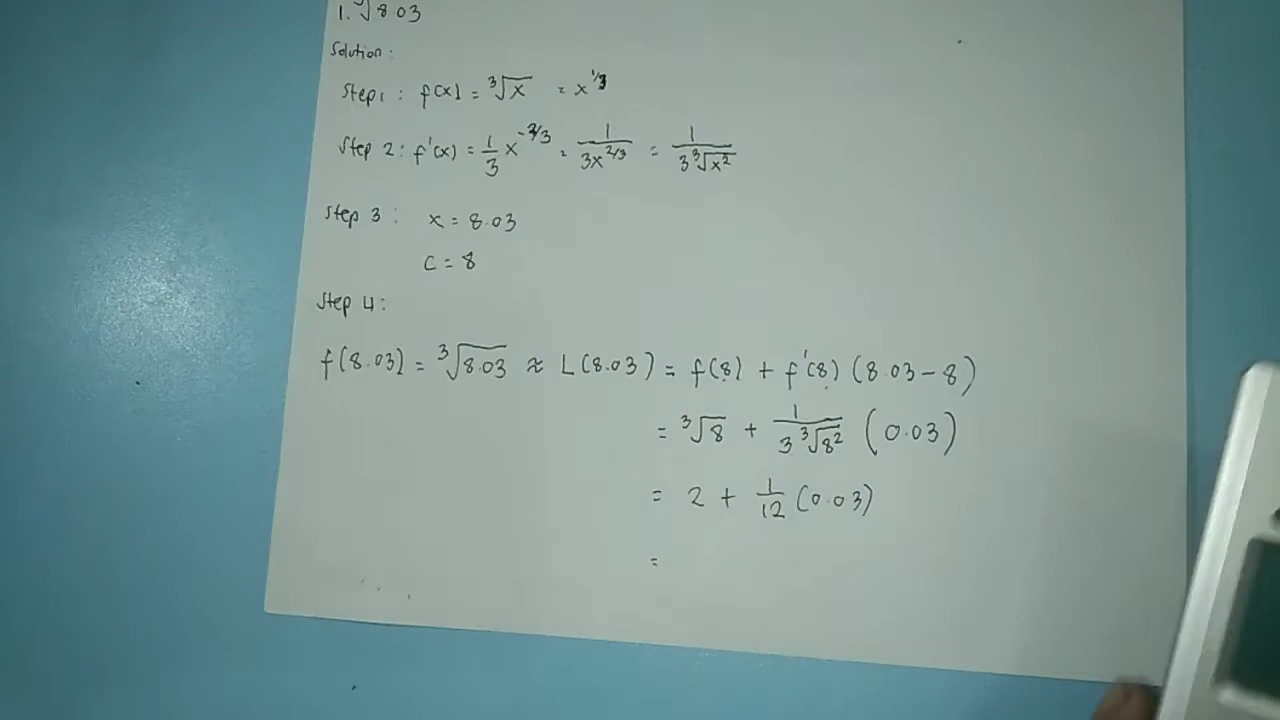 1. ∛8.03
Solution:
Step 1: f(x) = ∛x = x^1/3
Step 2: f'(x) = 1/3 x^-2/3 = 1/3x^2/3 = 1/3∛x²
Step 3: x = 8.03
c = 8
Step 4:
f(8.03) = ∛8.03 ≈ L(8.03) = f(8) + f'(8) (8.03 - 8)
= ∛8 + 1/3∛8² (0.03)
= 2 + 1/12 (0.03)
=